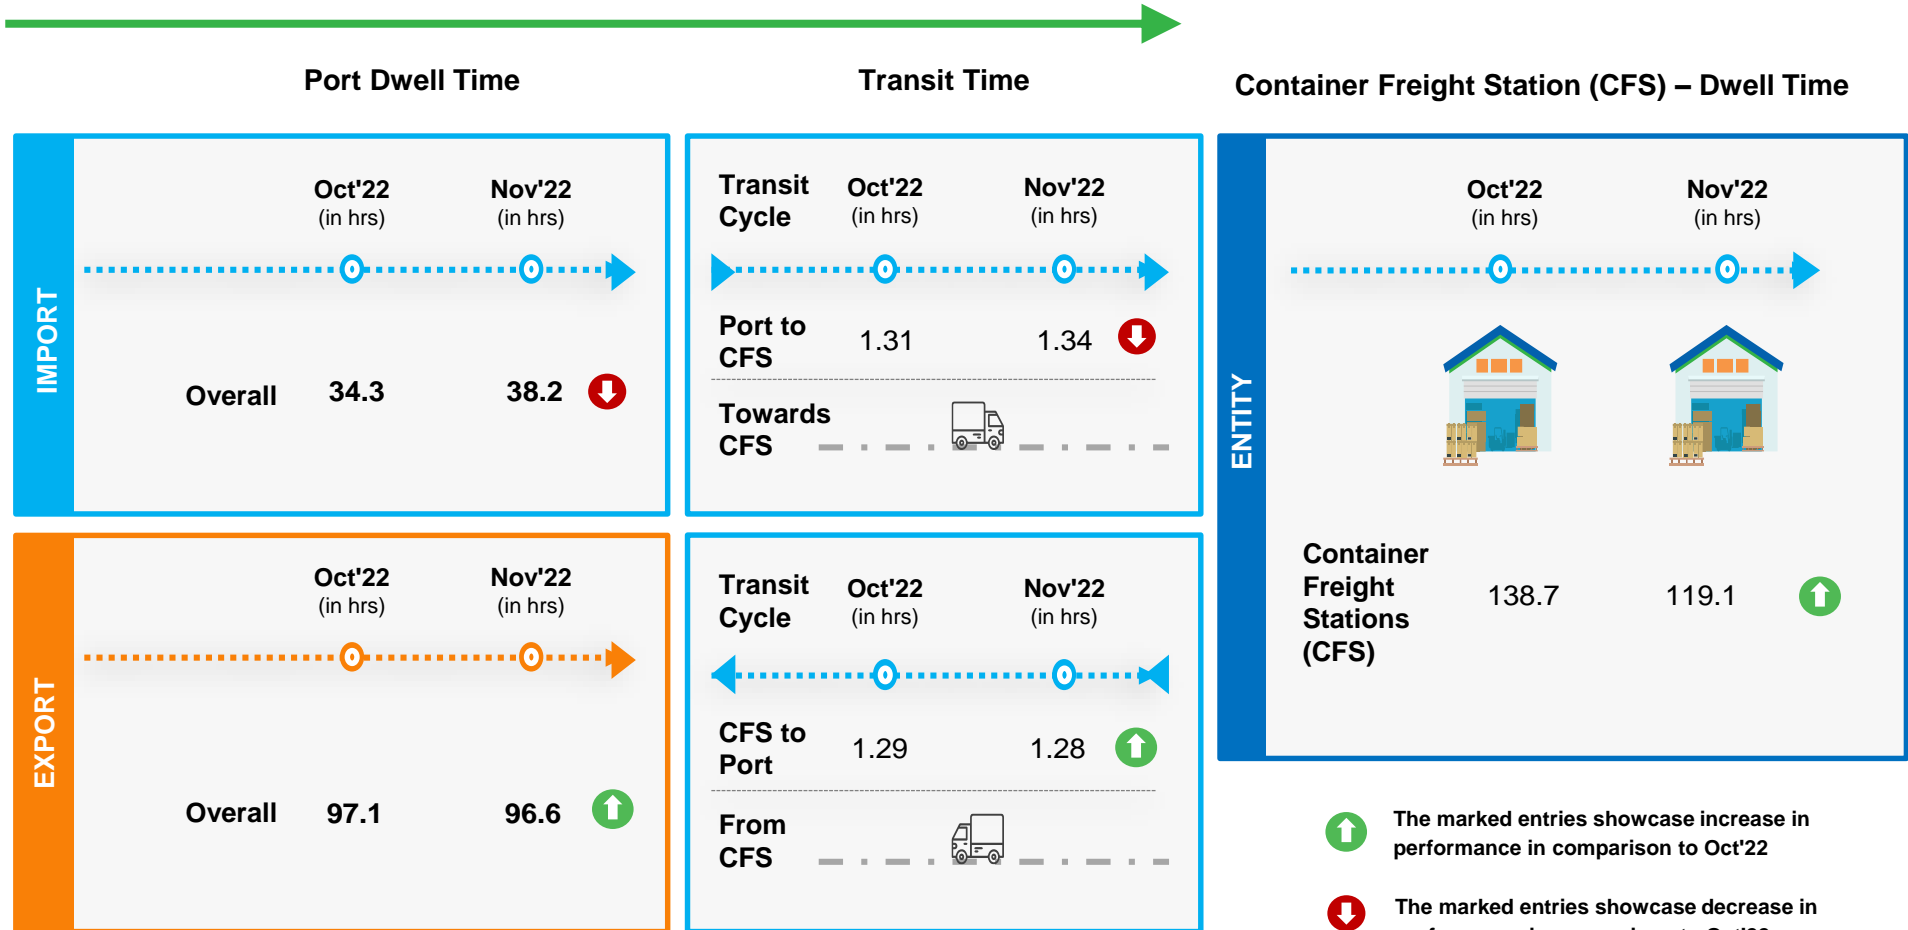 Port Dwell Time
Transit Time
Container Freight Station (CFS) – Dwell Time
IMPORT
Oct'22
(in hrs)
Nov'22
(in hrs)
Overall
34.3
38.2
Transit
Cycle
Oct'22
(in hrs)
Nov'22
(in hrs)
Port to
CFS
1.31
1.34
Towards
CFS
ENTITY
Oct'22
(in hrs)
Nov'22
(in hrs)
Container
Freight
Stations
(CFS)
138.7
119.1
EXPORT
Oct'22
(in hrs)
Nov'22
(in hrs)
Overall
97.1
96.6
Transit
Cycle
Oct'22
(in hrs)
Nov'22
(in hrs)
CFS to
Port
1.29
1.28
From
CFS
The marked entries showcase increase in
performance in comparison to Oct'22
The marked entries showcase decrease in